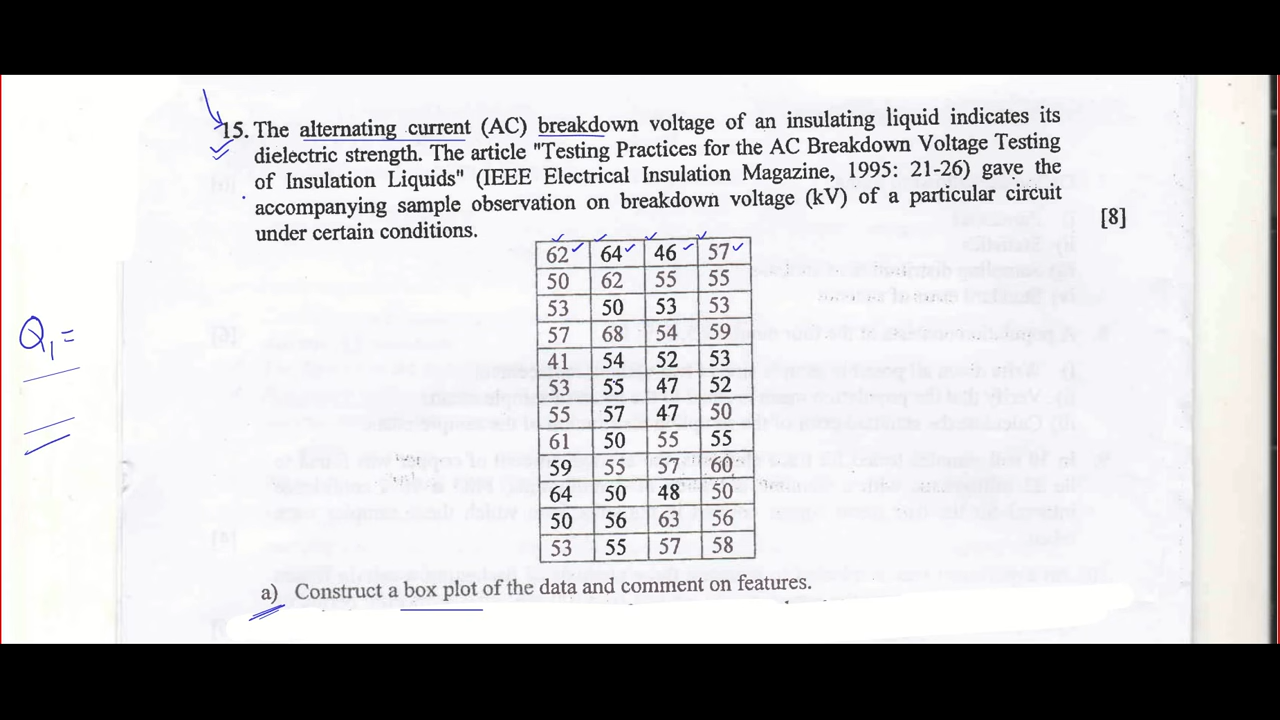 15. The alternating current (AC) breakdown voltage of an insulating liquid indicates its
dielectric strength. The article "Testing Practices for the AC Breakdown Voltage Testing
of Insulation Liquids" (IEEE Electrical Insulation Magazine, 1995: 21-26) gave the
accompanying sample observation on breakdown voltage (kV) of a particular circuit
under certain conditions. [8]
62 64 46 57
50 62 55 55
53 50 53 53
57 68 54 59
41 54 52 53
53 55 47 52
55 57 47 50
61 50 55 55
59 55 57 60
64 50 48 50
50 56 63 56
53 55 57 58
Q1 =
a) Construct a box plot of the data and comment on features.